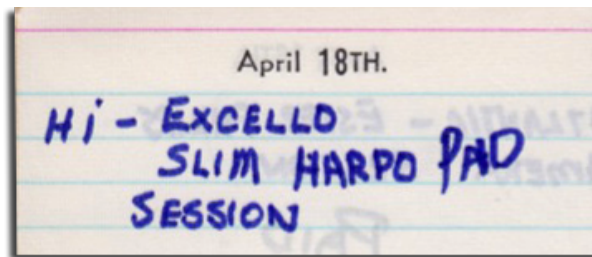 April 18TH.
Hi - EXCELLO
SLIM HARPO PAD
SESSION